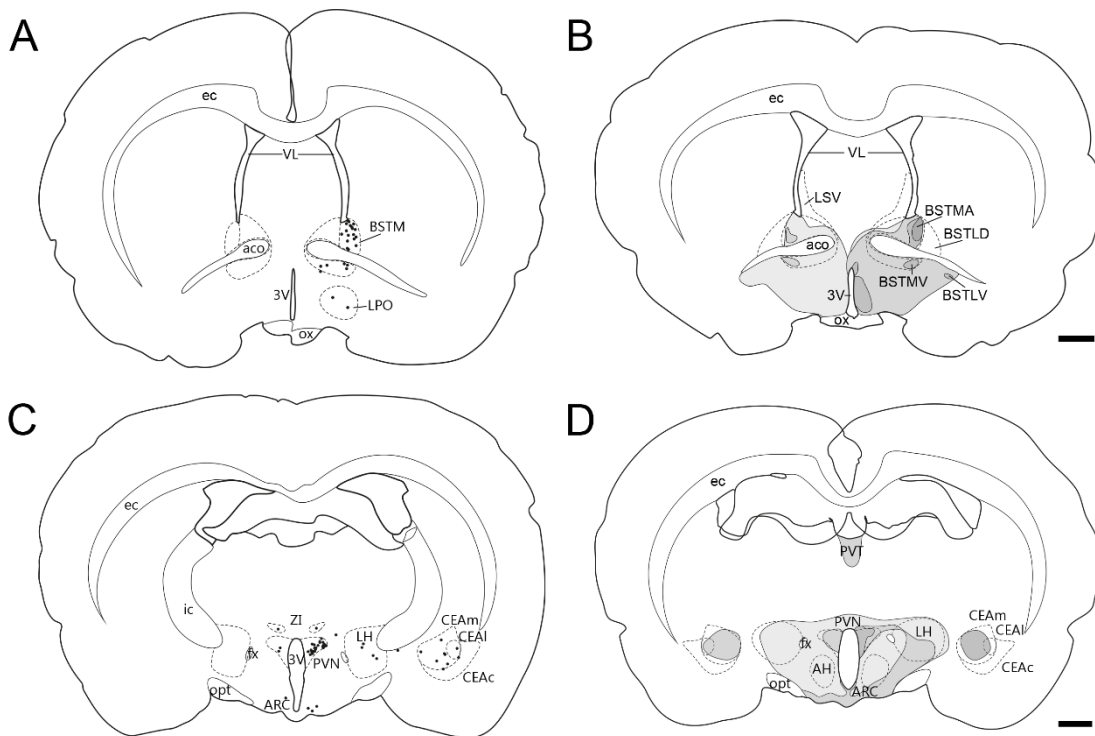 A
ec
VL
BSTM
aco
3V
LPO
ox
B
ec
VL
LSV
BSTMA
BSTLD
aco
BSTMV
BSTLV
3V
ox
C
ec
ic
ZI
LH
CEAm
CEAl
fx
3V
PVN
CEAc
opt
ARC
D
ec
PVT
PVN
LH
CEAm
CEAl
fx
AH
CEAc
opt
ARC